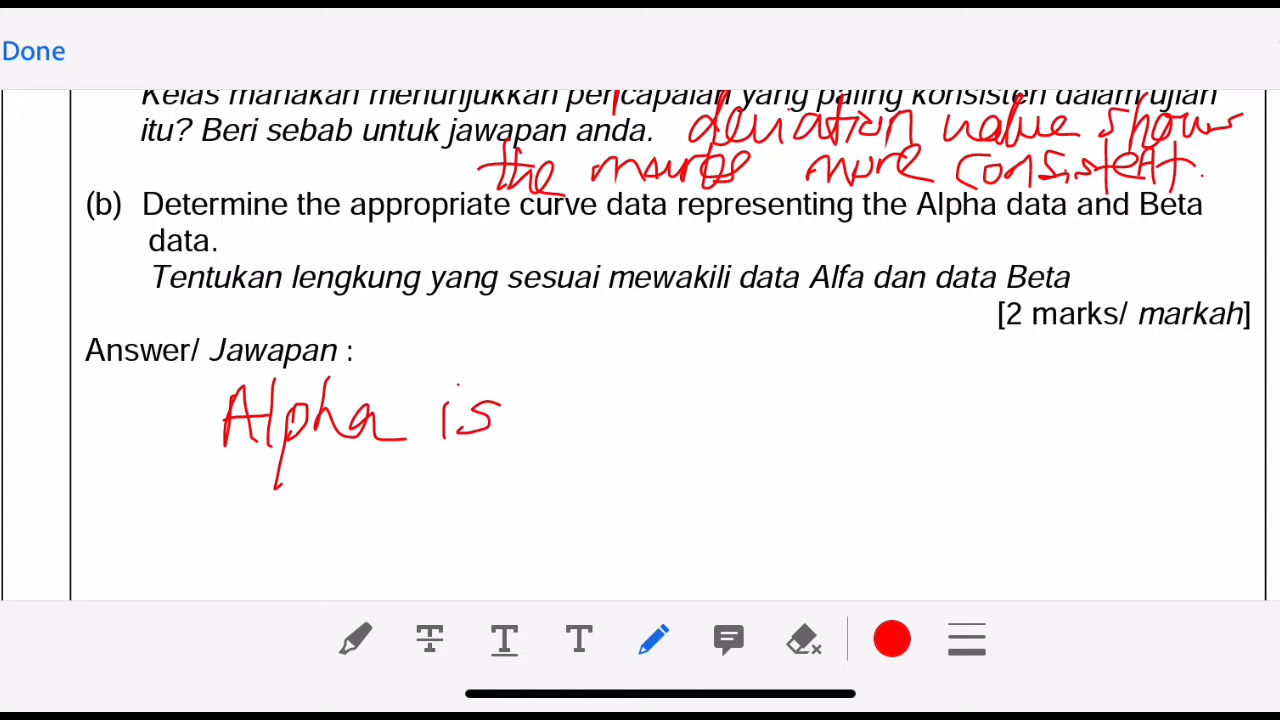 Done
Kelas manakah menunjukkan pencapaian yang paling konsisten dalam ujian
itu? Beri sebab untuk jawapan anda. deviation value shows
the marks more consistent.
(b) Determine the appropriate curve data representing the Alpha data and Beta
data.
Tentukan lengkung yang sesuai mewakili data Alfa dan data Beta
[2 marks/ markah]
Answer/ Jawapan :
Alpha is